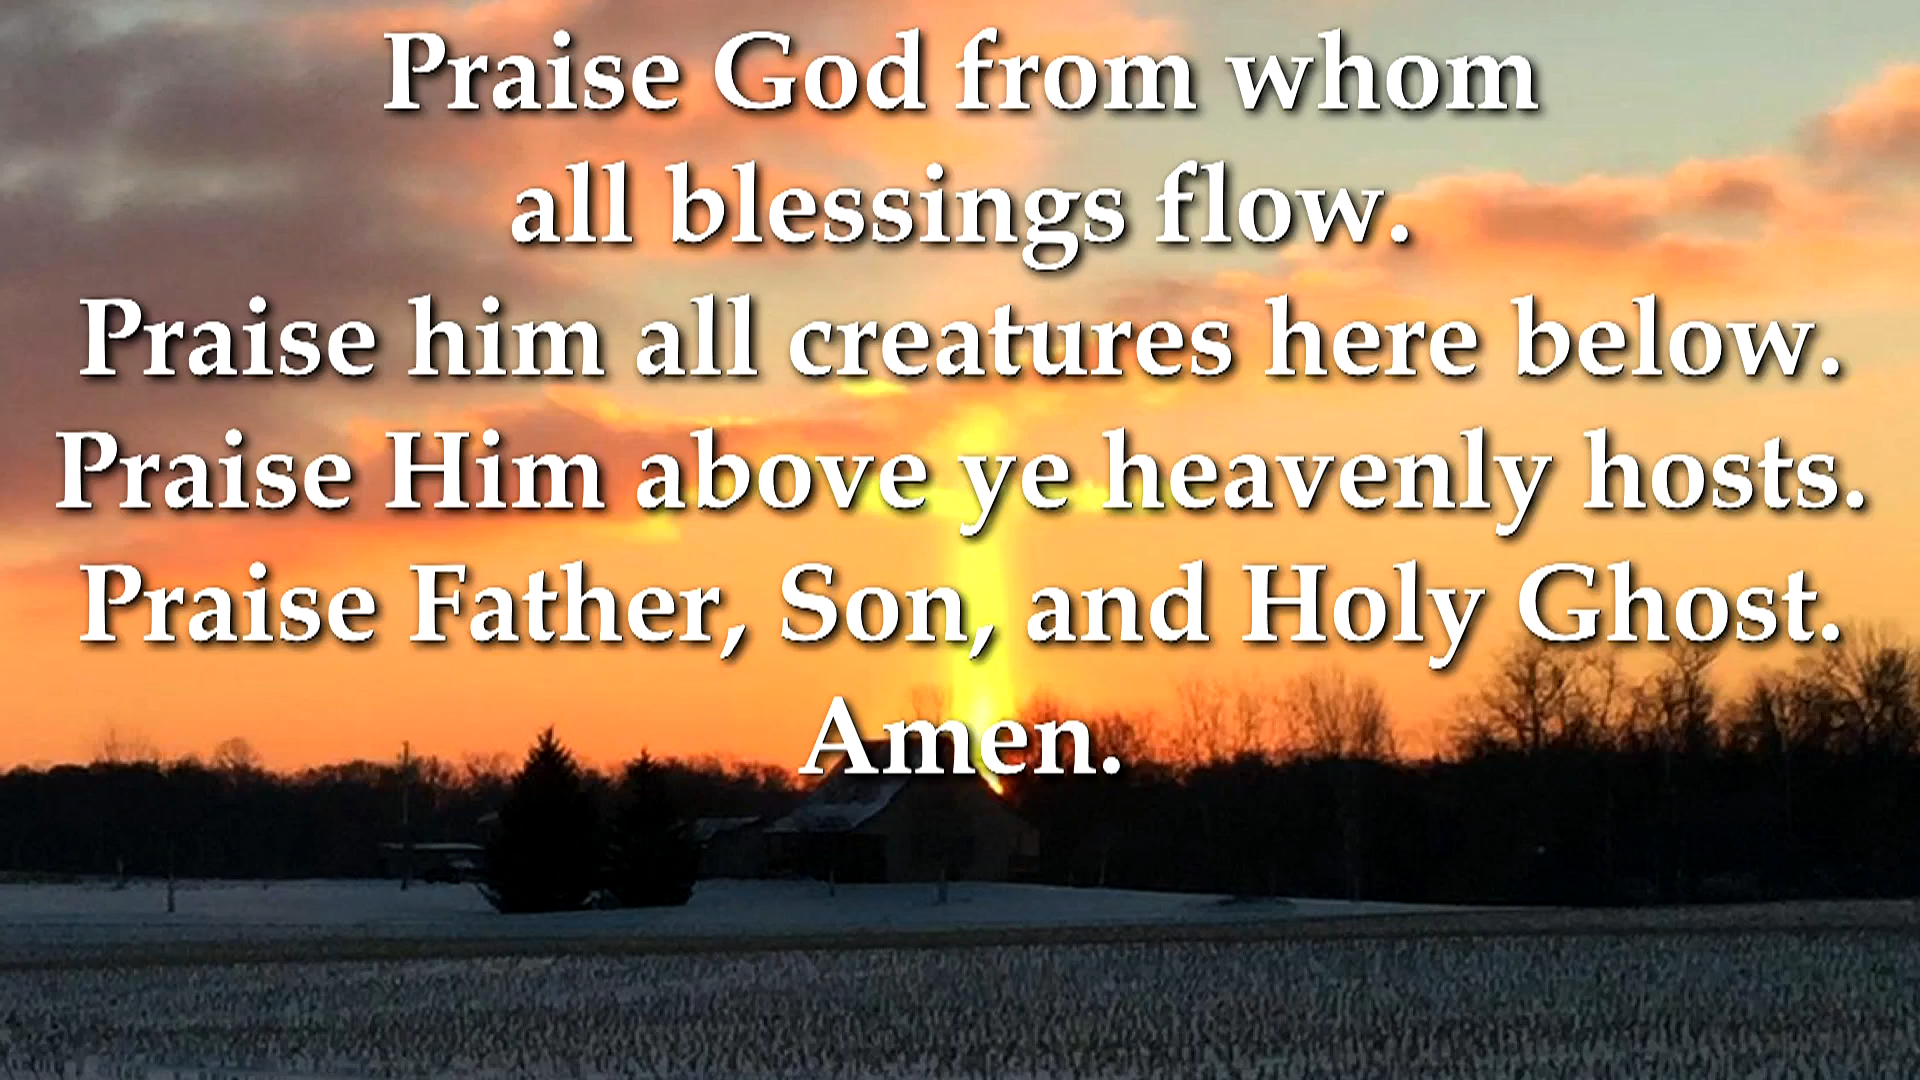 Praise God from whom
all blessings flow.
Praise him all creatures here below.
Praise Him above ye heavenly hosts.
Praise Father, Son, and Holy Ghost.
Amen.